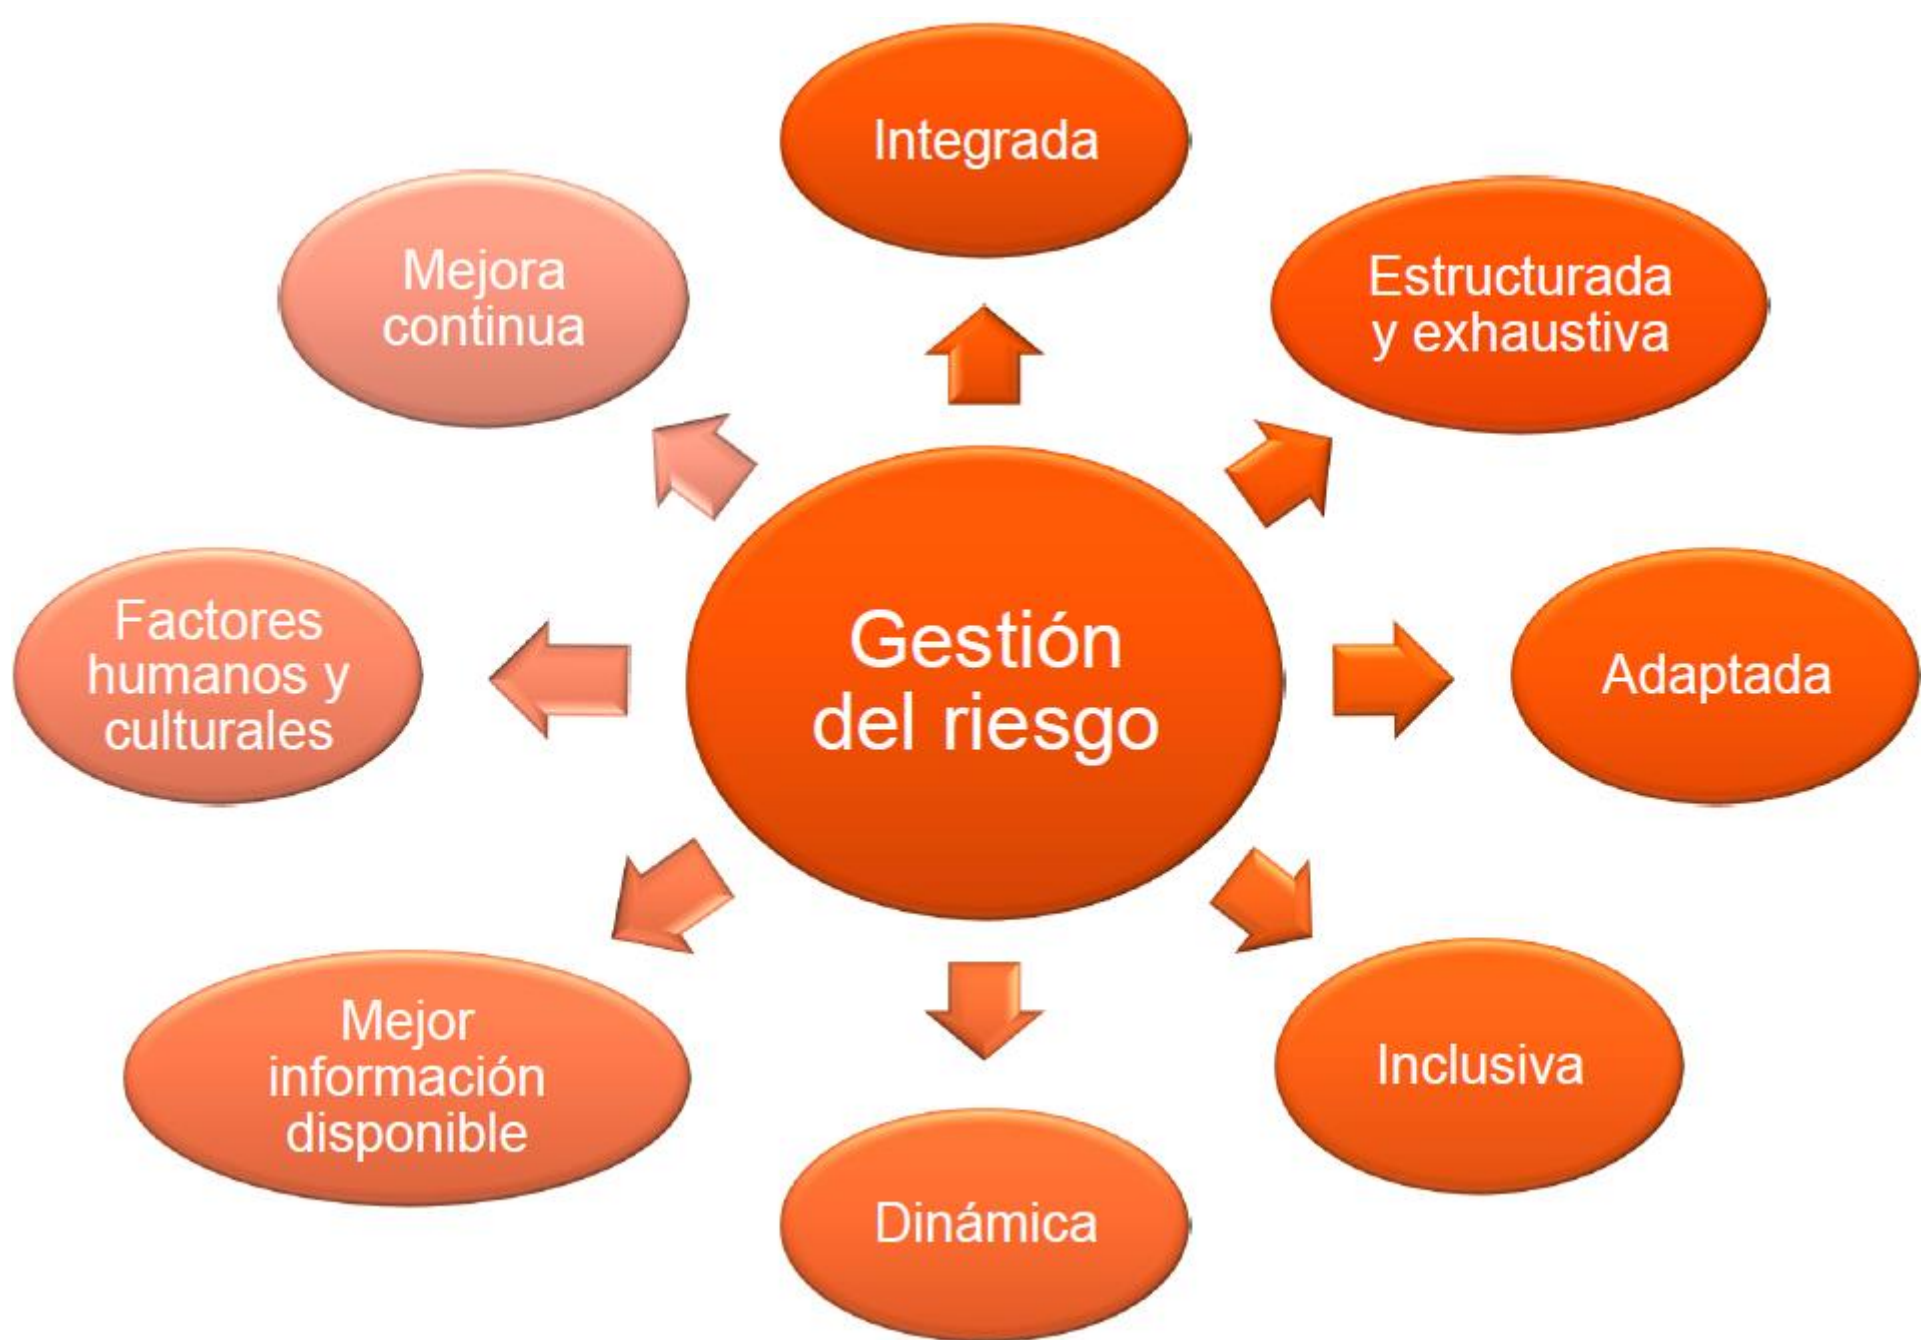 Integrada
Estructurada
y exhaustiva
Adaptada
Inclusiva
Dinámica
Mejor
información
disponible
Factores
humanos y
culturales
Mejora
continua
Gestión
del riesgo